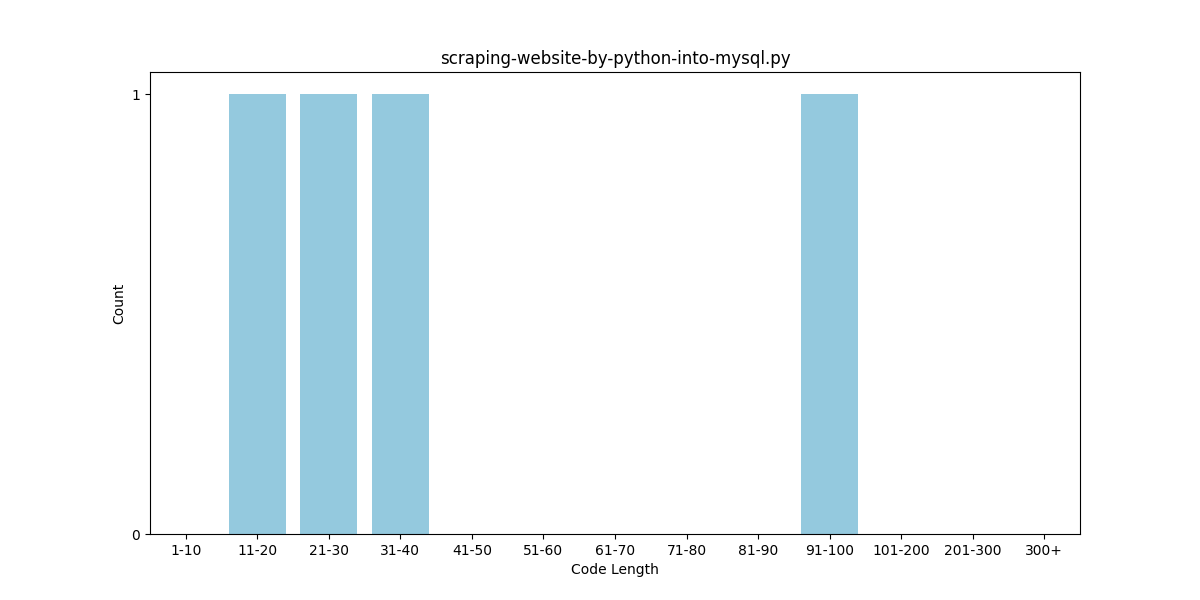 scraping-website-by-python-into-mysql.py
1
Count
0
1-10 11-20 21-30 31-40 41-50 51-60 61-70 71-80 81-90 91-100 101-200 201-300 300+
Code Length